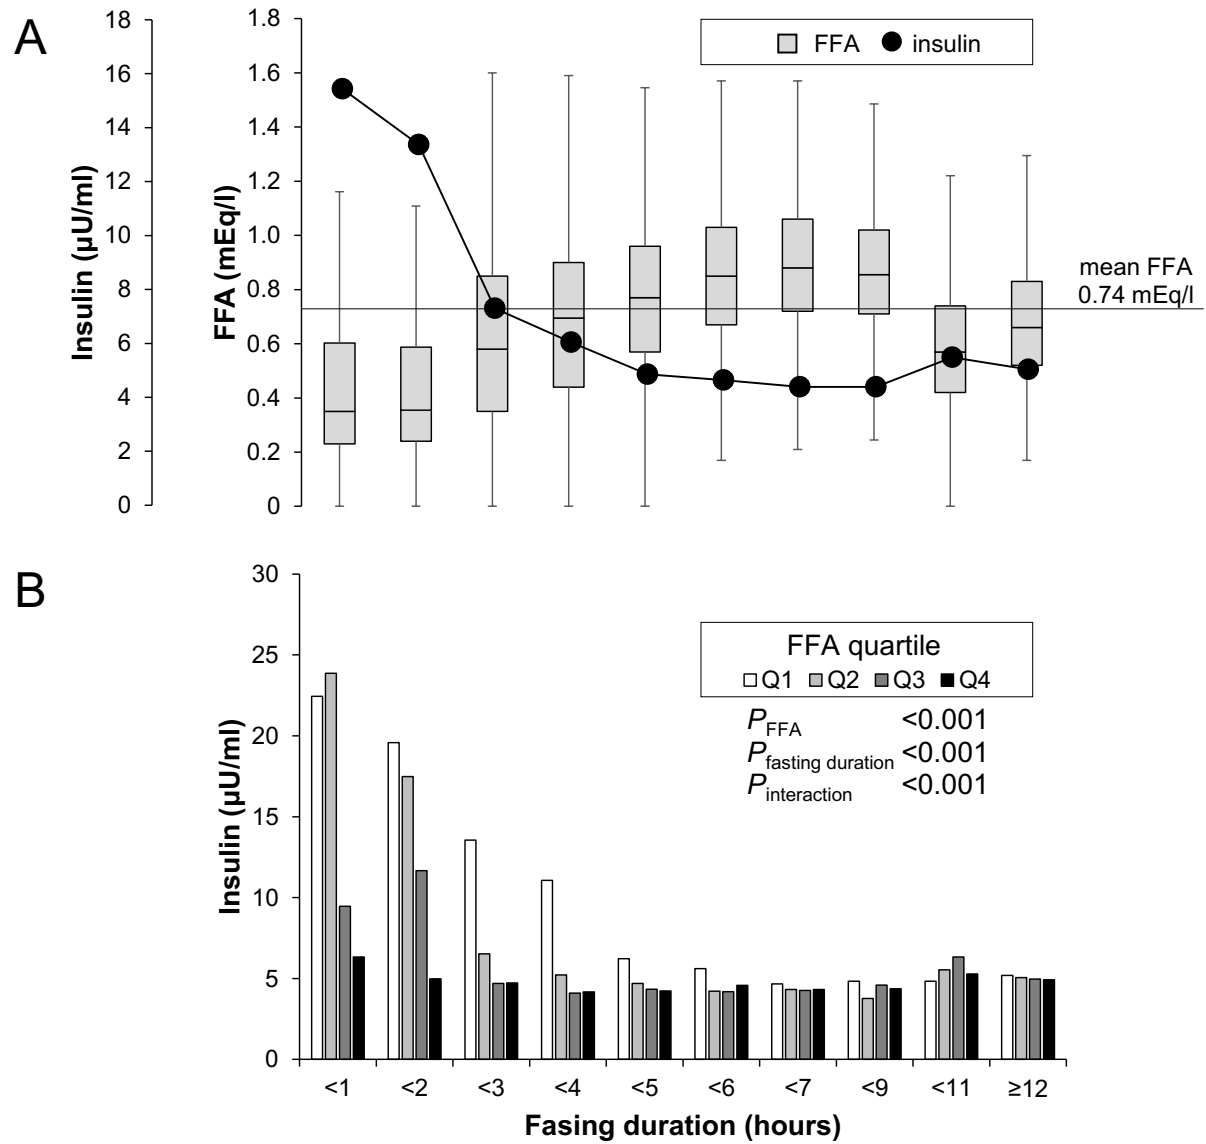 A
Insulin (µU/ml)
18
16
14
12
10
8
6
4
2
0
FFA (mEq/l)
1.8
1.6
1.4
1.2
1.0
0.8
0.6
0.4
0.2
0
FFA insulin
mean FFA
0.74 mEq/l
B
Insulin (µU/ml)
30
25
20
15
10
5
0
FFA quartile
Q1 Q2 Q3 Q4
PFFA <0.001
Pfasting duration <0.001
Pinteraction <0.001
<1 <2 <3 <4 <5 <6 <7 <9 <11 ≥12
Fasing duration (hours)